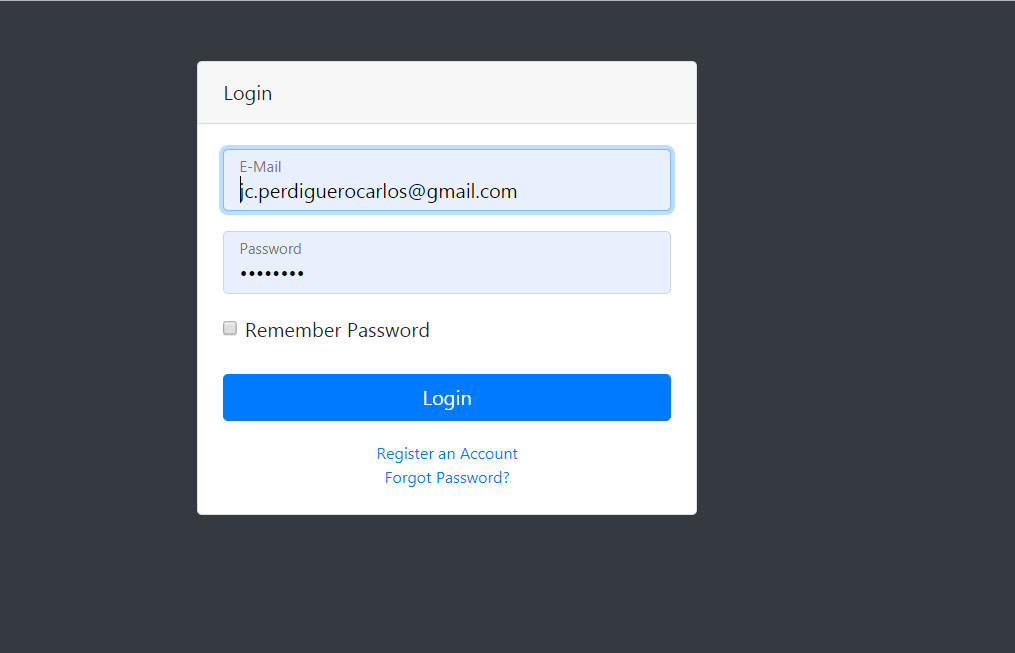 Login
E-Mail
jc.perdiguerocarlos@gmail.com
Password
••••••••
Remember Password
Login
Register an Account
Forgot Password?